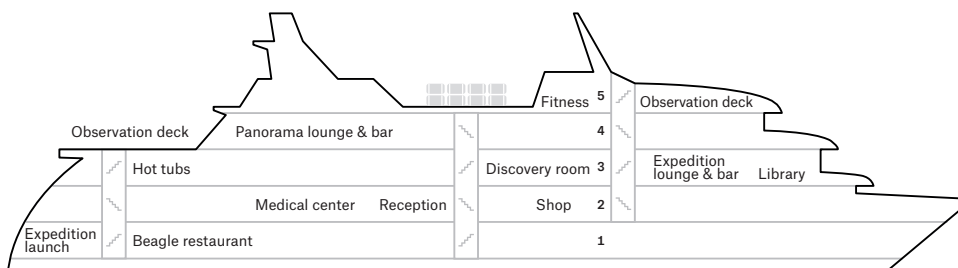 Fitness 5 Observation deck
Observation deck Panorama lounge & bar 4
Hot tubs Discovery room 3 Expedition
lounge & bar Library
Medical center Reception Shop 2
Expedition
launch Beagle restaurant 1